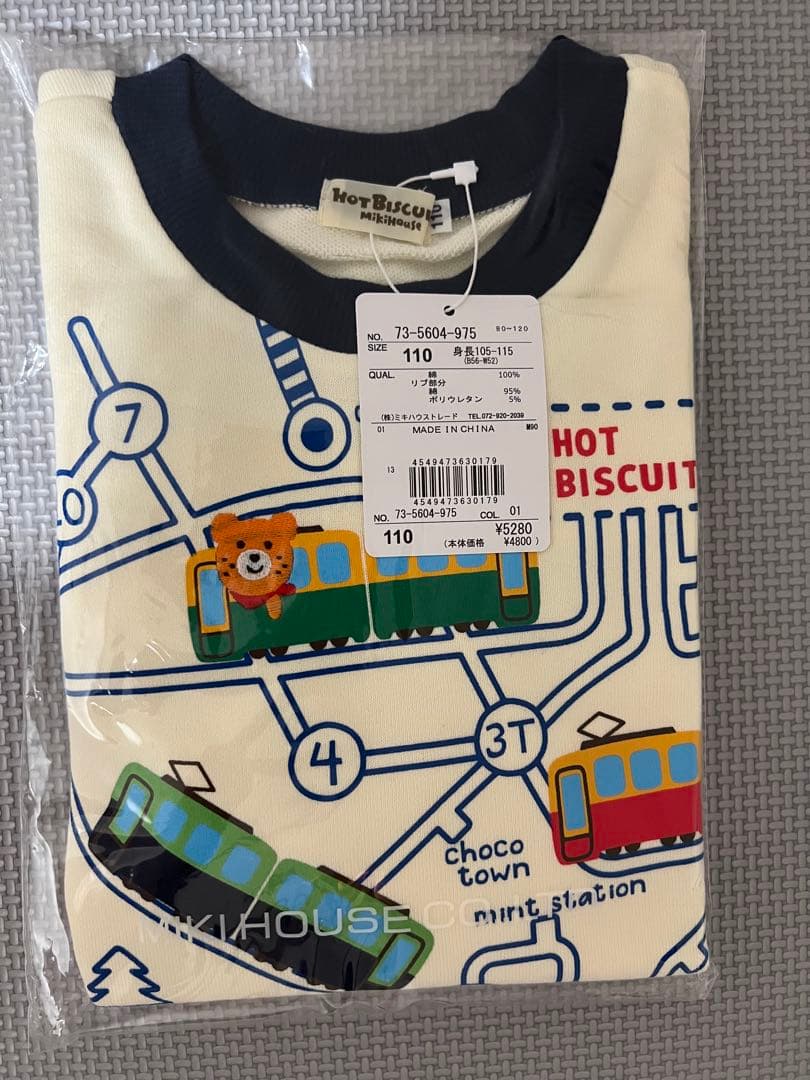 HOT BISCUI
MIKIHOUSE
110
NO. 73-5604-975 80~120
SIZE 110 身長105-115
(B56-W52)
QUAL. 綿 100%
リブ部分
綿 95%
ポリウレタン 5%
(株)ミキハウストレード TEL.072-920-2039
01 MADE IN CHINA M90
13 4549473630179
4549473630179
NO. 73-5604-975 COL. 01
¥5280
110 (本体価格 ¥4800)
7
HOT
BISCUIT
4
3T
choco
town
mint station
MIKI HOUSE CO